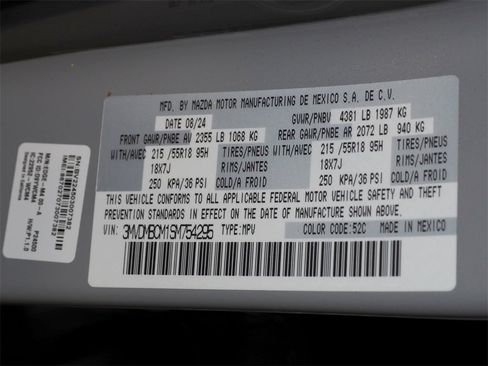 MFD. BY MAZDA MOTOR MANUFACTURING DE MEXICO S.A. DE C.V.
DATE 08/24 GVWR/PNBV 4381 LB 1987 KG
FRONT GAWR/PNBE AV 2355 LB 1068 KG REAR GAWR/PNBE AR 2072 LB 940 KG
WITH/AVEC 215 /55R18 95H TIRES/PNEUS WITH/AVEC 215 /55R18 95H TIRES/PNEUS
18X7J RIMS/JANTES 18X7J RIMS/JANTES
250 KPA/36 PSI COLD/A FROID 250 KPA/36 PSI COLD/A FROID
THIS VEHICLE CONFORMS TO ALL APPLICABLE FEDERAL MOTOR VEHICLE SAFETY AND THEFT
PREVENTION STANDARDS IN EFFECT ON THE DATE OF MANUFACTURE SHOWN ABOVE.
VIN: 3MVDMBCM1SM754295 TYPE: MPV COLOR CODE: 52C MADE IN MEXICO
P24500
H/W:P1.1.0